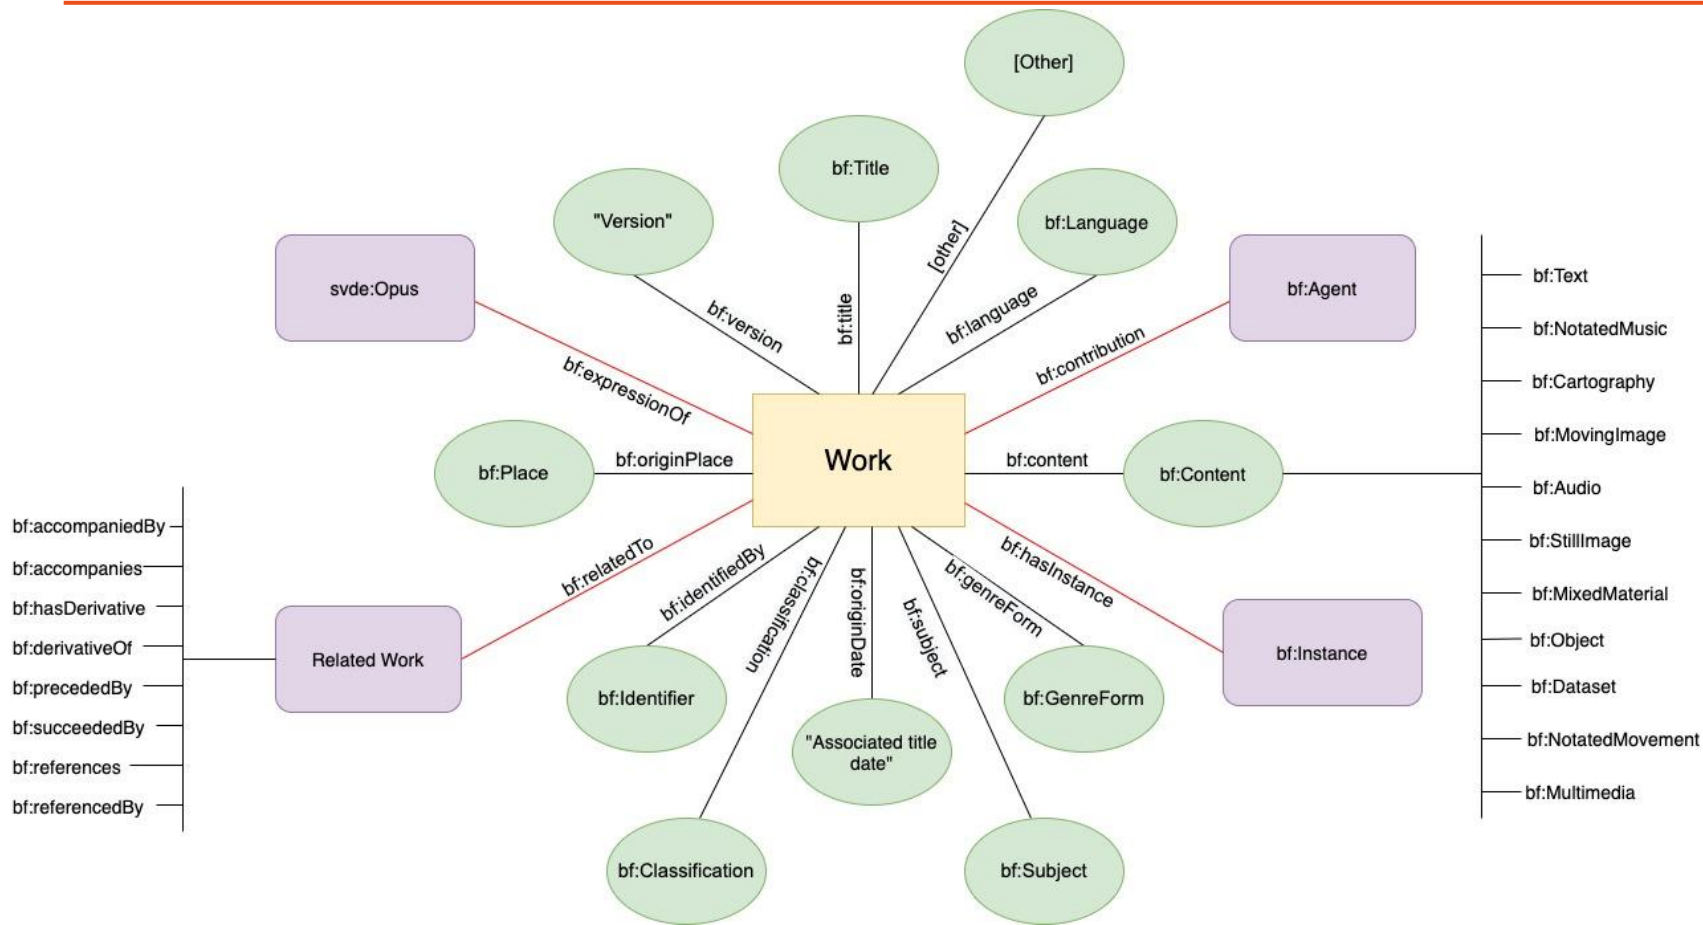 [Other]
bf:Title
"Version"
bf:Language
svde:Opus
bf:Agent
[other]
bf:version
bf:title
bf:language
bf:expressionOf
bf:contribution
bf:Place
bf:originPlace
Work
bf:content
bf:Content
bf:Text
bf:NotatedMusic
bf:Cartography
bf:MovingImage
bf:Audio
bf:StillImage
bf:MixedMaterial
bf:Object
bf:Dataset
bf:NotatedMovement
bf:Multimedia
bf:accompaniedBy
bf:accompanies
bf:hasDerivative
bf:derivativeOf
bf:precededBy
bf:succeededBy
bf:references
bf:referencedBy
Related Work
bf:relatedTo
bf:identifiedBy
bf:classification
bf:originDate
bf:subject
bf:genreForm
bf:hasInstance
bf:Instance
bf:Identifier
"Associated title
date"
bf:GenreForm
bf:Classification
bf:Subject